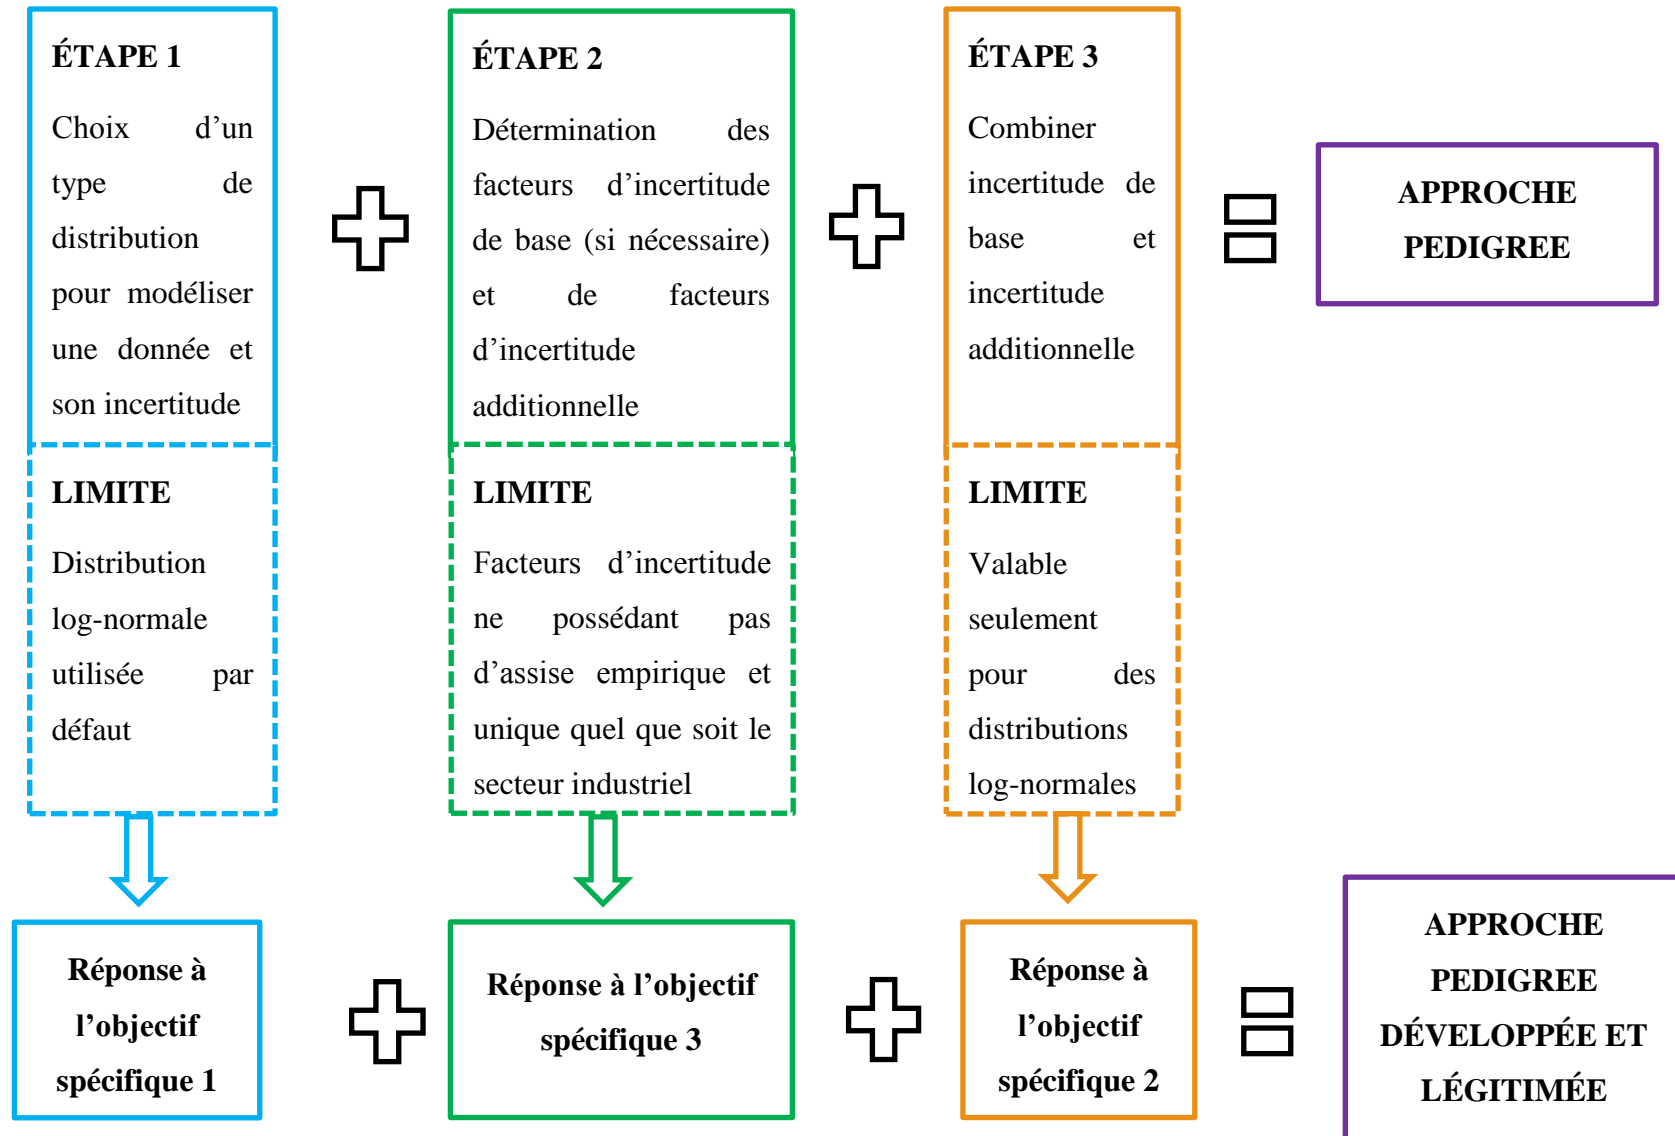 ÉTAPE 1
Choix d’un
type de
distribution
pour modéliser
une donnée et
son incertitude
LIMITE
Distribution
log-normale
utilisée par
défaut
ÉTAPE 2
Détermination des
facteurs d’incertitude
de base (si nécessaire)
et de facteurs
d’incertitude
additionnelle
LIMITE
Facteurs d’incertitude
ne possédant pas
d’assise empirique et
unique quel que soit le
secteur industriel
ÉTAPE 3
Combiner
incertitude de
base et
incertitude
additionnelle
LIMITE
Valable
seulement
pour des
distributions
log-normales
APPROCHE
PEDIGREE
Réponse à
l’objectif
spécifique 1
Réponse à l’objectif
spécifique 3
Réponse à
l’objectif
spécifique 2
APPROCHE
PEDIGREE
DÉVELOPPÉE ET
LÉGITIMÉE